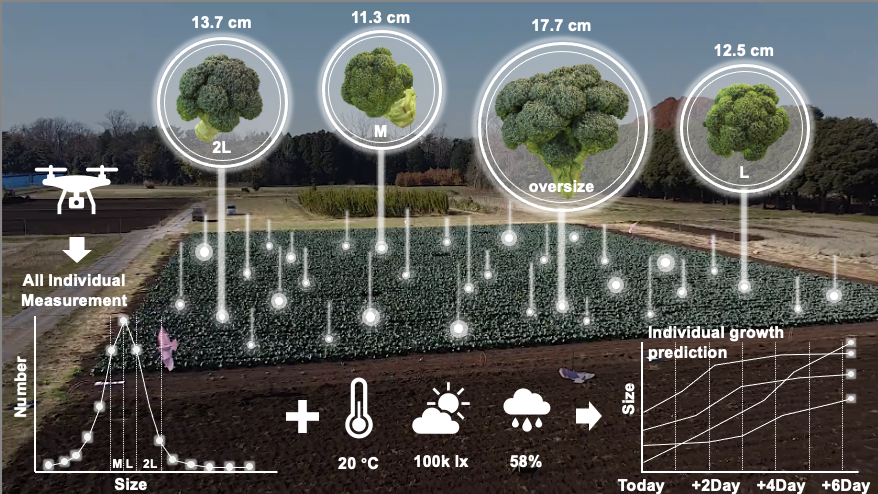 13.7 cm
11.3 cm
17.7 cm
12.5 cm
2L
M
oversize
L
All Individual
Measurement
Number
M L 2L
Size
20 °C
100k lx
58%
Individual growth
prediction
Size
Today +2Day +4Day +6Day